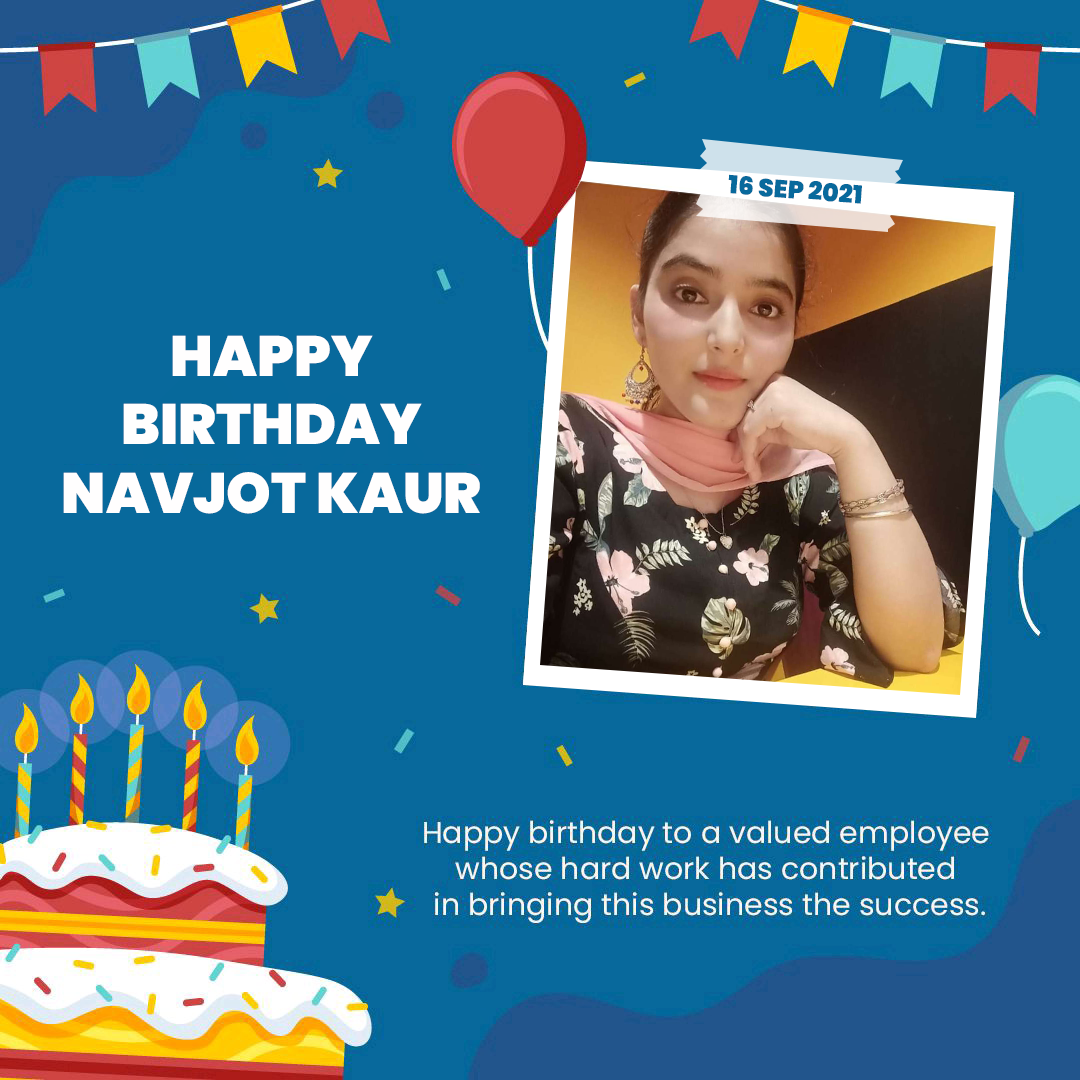 16 SEP 2021
HAPPY
BIRTHDAY
NAVJOT KAUR
Happy birthday to a valued employee
whose hard work has contributed
in bringing this business the success.